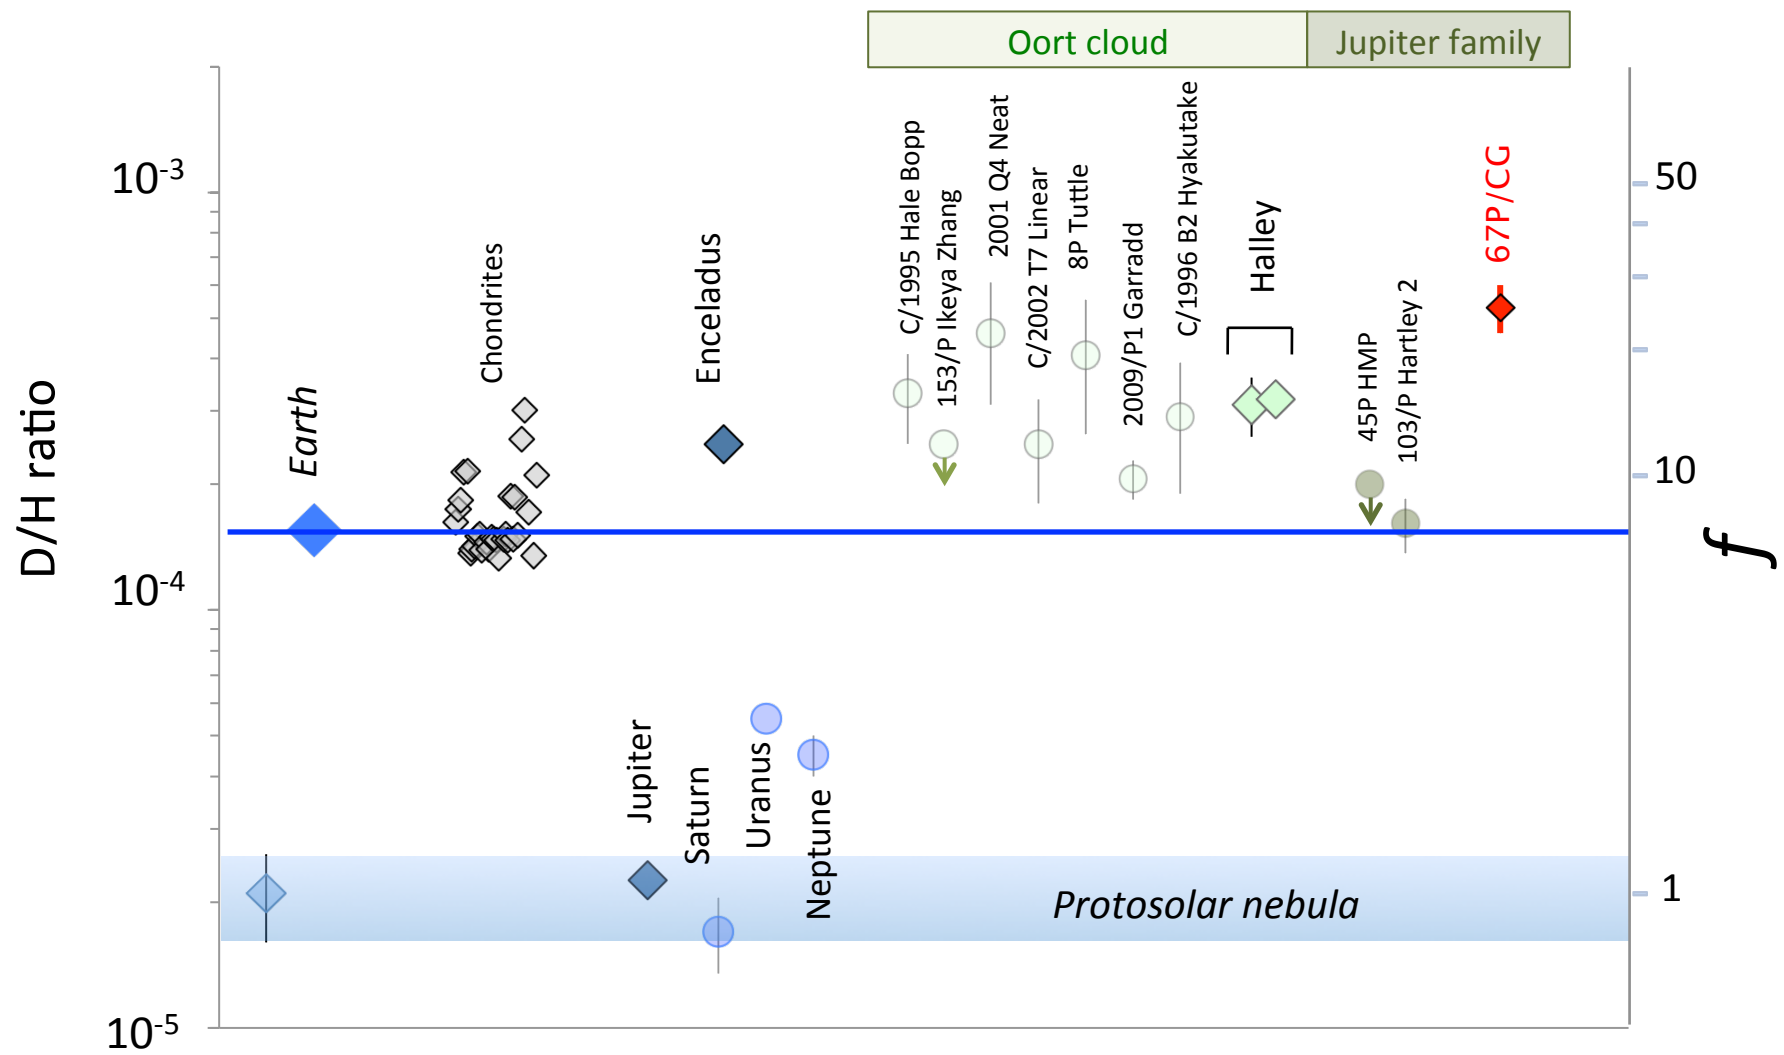 Oort cloud
Jupiter family
10-3
10-4
10-5
D/H ratio
Earth
Chondrites
Enceladus
C/1995 Hale Bopp
153/P Ikeya Zhang
2001 Q4 Neat
C/2002 T7 Linear
8P Tuttle
2009/P1 Garradd
C/1996 B2 Hyakutake
Halley
45P HMP
103/P Hartley 2
67P/CG
50
10
1
f
Jupiter
Saturn
Uranus
Neptune
Protosolar nebula